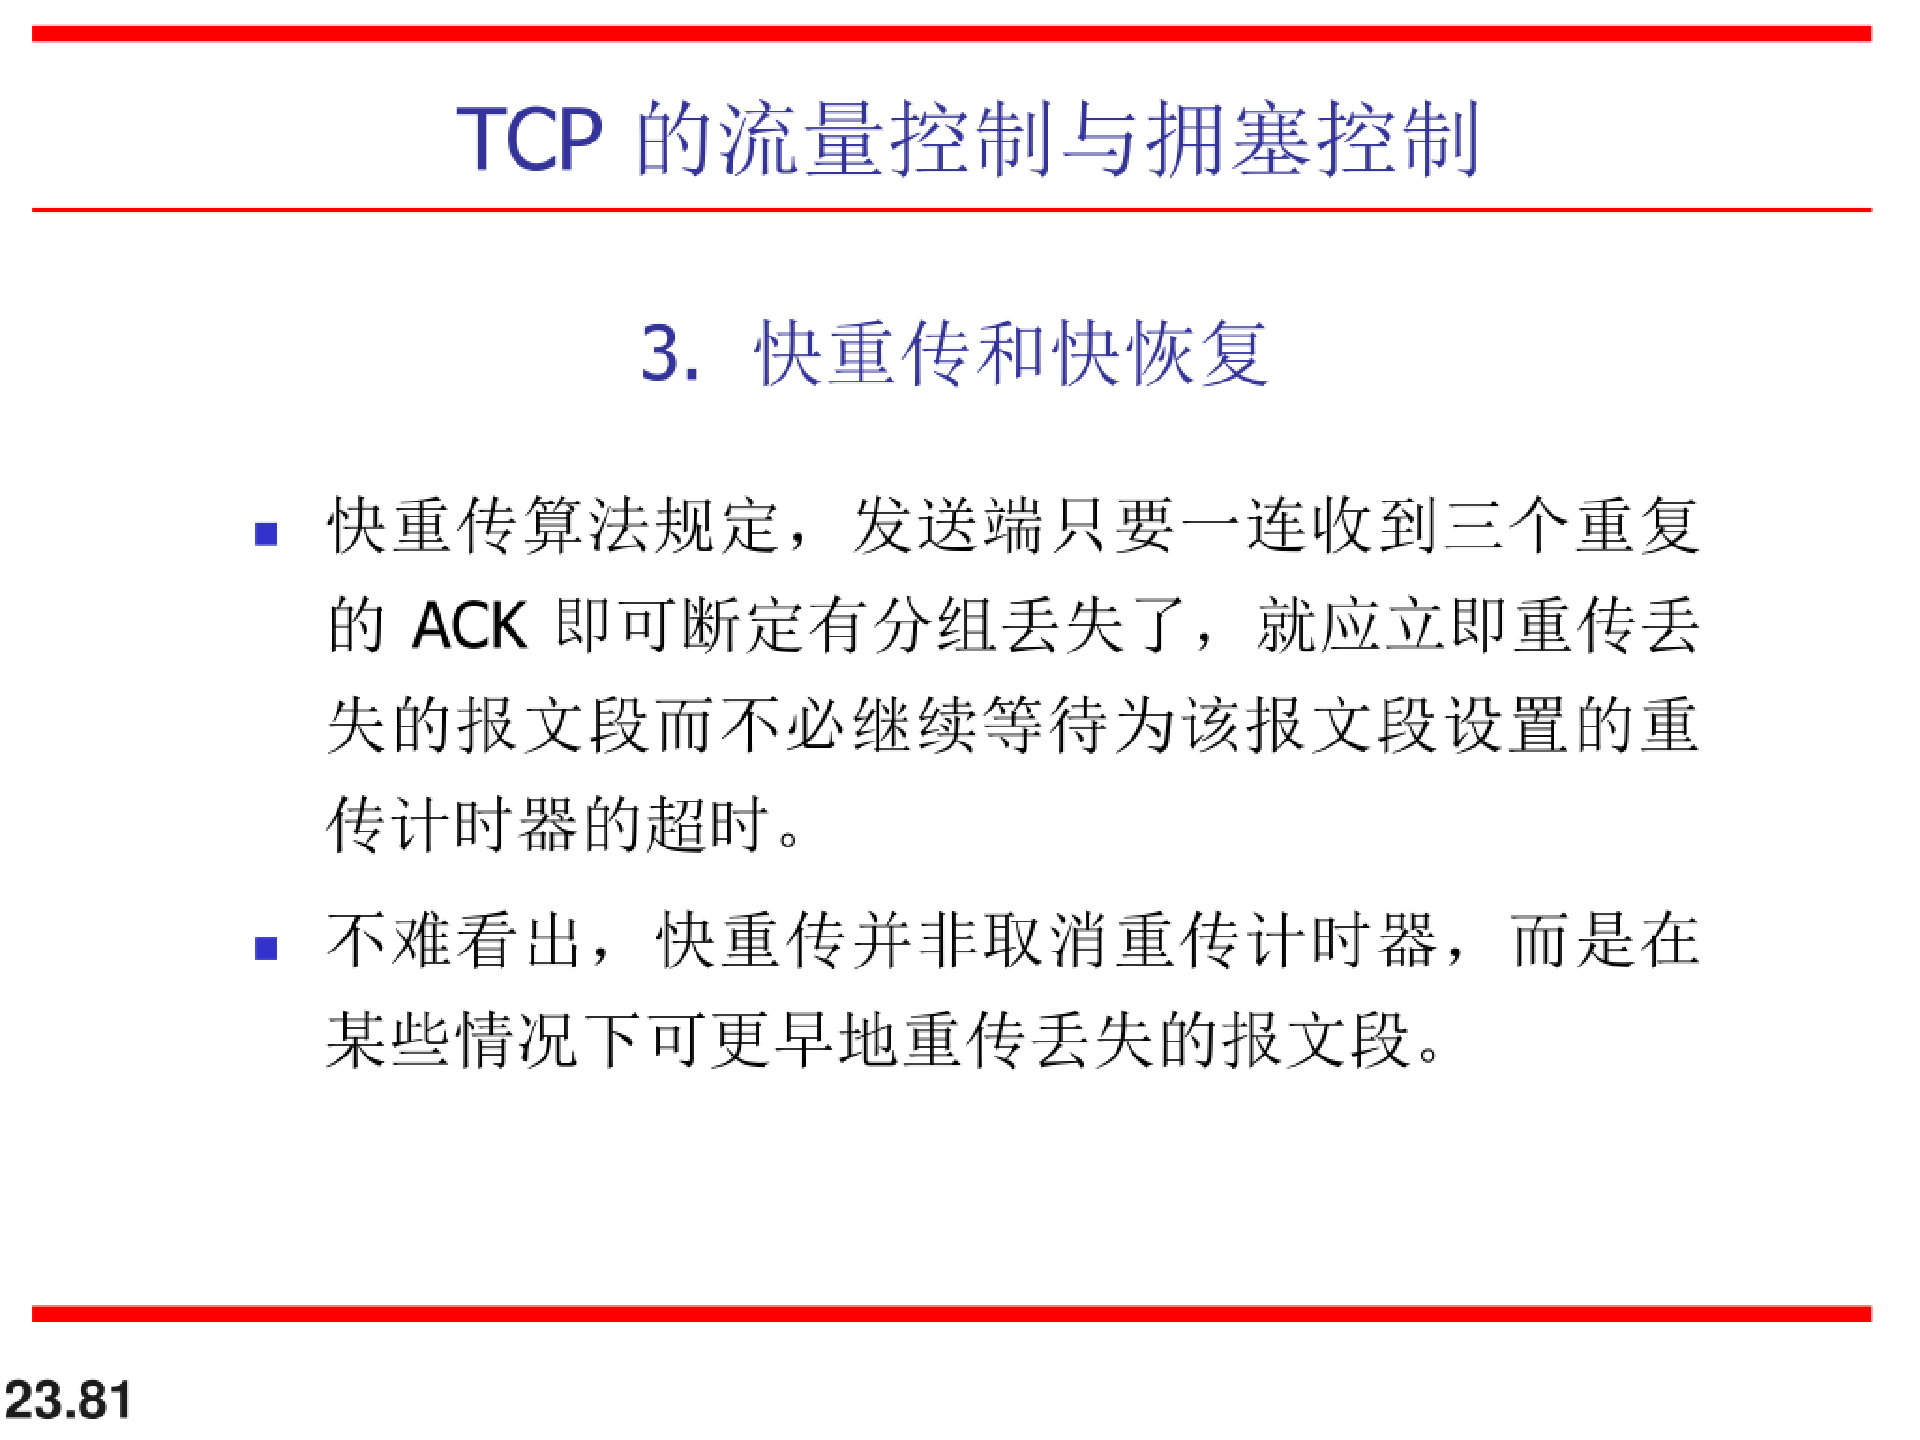 TCP 的流量控制与拥塞控制
3. 快重传和快恢复
快重传算法规定，发送端只要一连收到三个重复
的 ACK 即可断定有分组丢失了，就应立即重传丢
失的报文段而不必继续等待为该报文段设置的重
传计时器的超时。
不难看出，快重传并非取消重传计时器，而是在
某些情况下可更早地重传丢失的报文段。
23.81